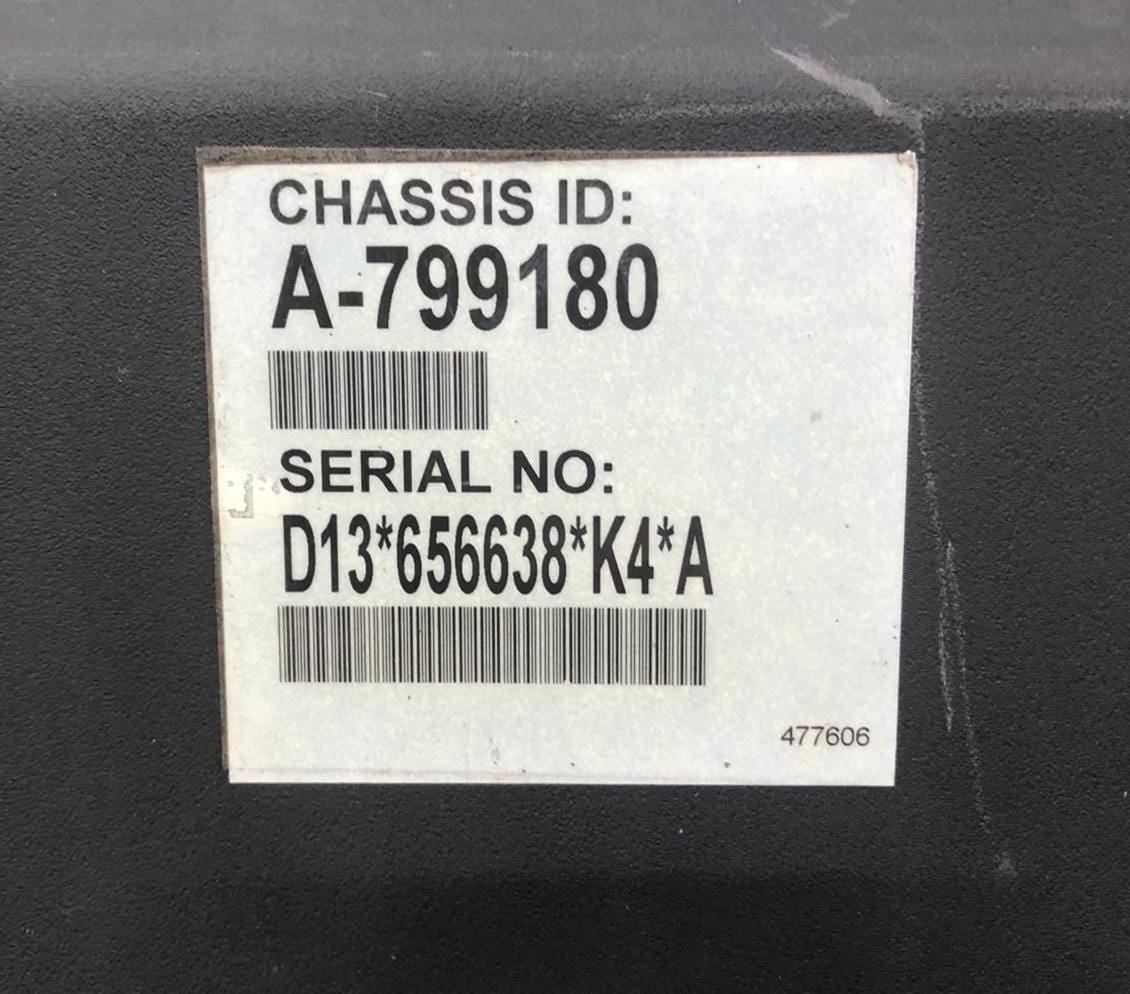 CHASSIS ID:
A-799180
SERIAL NO:
D13*656638*K4*A
477606